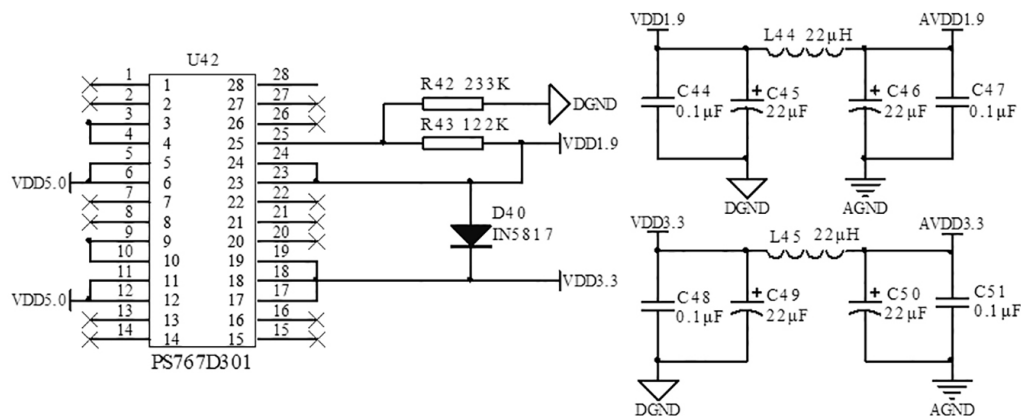 U42
1 1 28 28
2 2 27 27
3 3 26 26
4 4 25 25
5 5 24 24
6 6 23 23
7 7 22 22
8 8 21 21
9 9 20 20
10 10 19 19
11 11 18 18
12 12 17 17
13 13 16 16
14 14 15 15
VDD5.0
VDD5.0
PS767D301
R42 233K
DGND
R43 122K
VDD1.9
D40
IN5817
VDD3.3
VDD1.9
L44 22μH
AVDD1.9
C44
0.1μF
C45
22μF
C46
22μF
C47
0.1μF
DGND
AGND
VDD3.3
L45 22μH
AVDD3.3
C48
0.1μF
C49
22μF
C50
22μF
C51
0.1μF
DGND
AGND